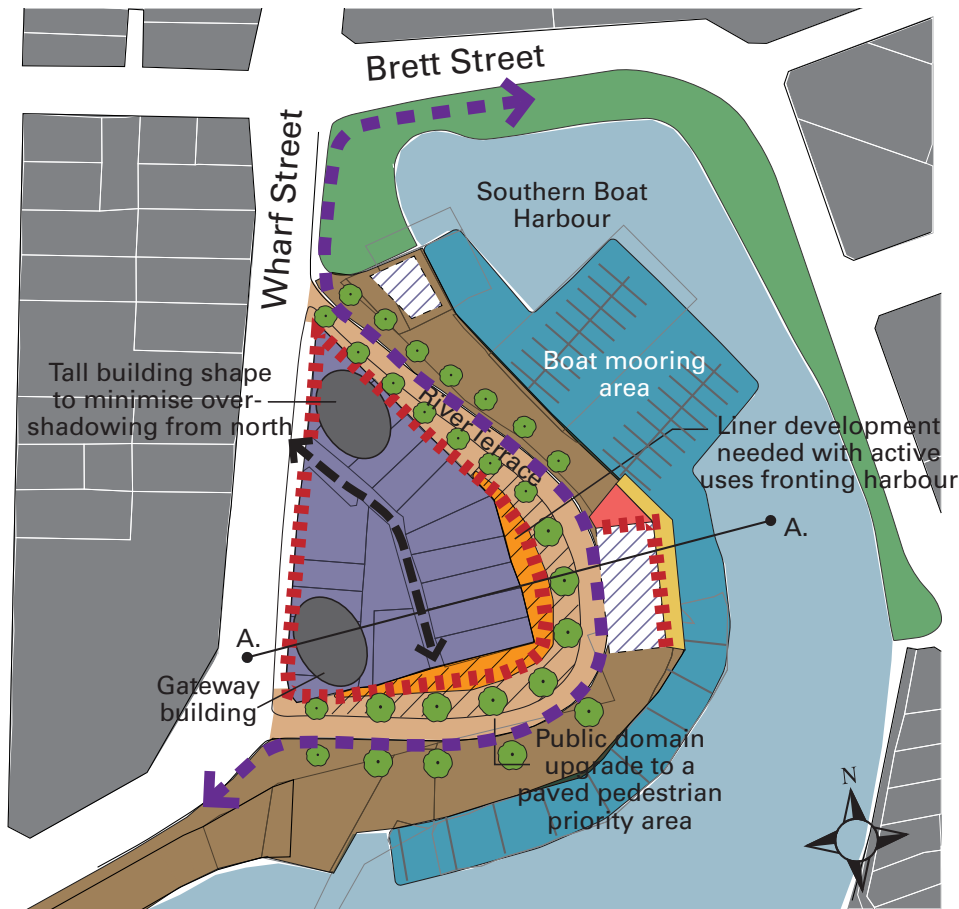 Brett Street
Wharf Street
Southern Boat
Harbour
Tall building shape
to minimise over-
shadowing from north
Boat mooring
area
River Terrace
Liner development
needed with active
uses fronting harbour
A.
A.
Gateway
building
Public domain
upgrade to a
paved pedestrian
priority area
N